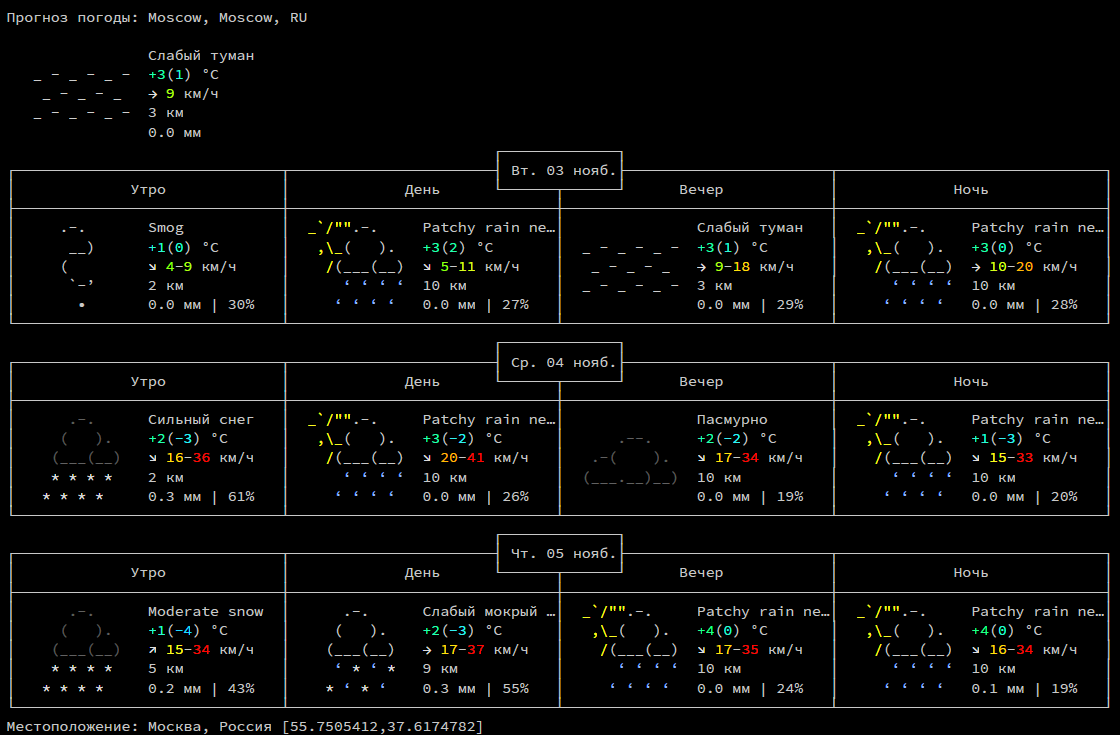 Прогноз погоды: Moscow, Moscow, RU
Слабый туман
+3(1) °C
→ 9 км/ч
3 км
0.0 мм
Вт. 03 нояб.
Утро День Вечер Ночь
Smog Patchy rain ne… Слабый туман Patchy rain ne…
+1(0) °C +3(2) °C +3(1) °C +3(0) °C
↘ 4-9 км/ч ↘ 5-11 км/ч → 9-18 км/ч → 10-20 км/ч
2 км 10 км 3 км 10 км
0.0 мм | 30% 0.0 мм | 27% 0.0 мм | 29% 0.0 мм | 28%
Ср. 04 нояб.
Утро День Вечер Ночь
Сильный снег Patchy rain ne… Пасмурно Patchy rain ne…
+2(-3) °C +3(-2) °C +2(-2) °C +1(-3) °C
↘ 16-36 км/ч ↘ 20-41 км/ч ↘ 17-34 км/ч ↘ 15-33 км/ч
2 км 10 км 10 км 10 км
0.3 мм | 61% 0.0 мм | 26% 0.0 мм | 19% 0.0 мм | 20%
Чт. 05 нояб.
Утро День Вечер Ночь
Moderate snow Слабый мокрый … Patchy rain ne… Patchy rain ne…
+1(-4) °C +2(-3) °C +4(0) °C +4(0) °C
↗ 15-34 км/ч → 17-37 км/ч ↘ 17-35 км/ч ↘ 16-34 км/ч
5 км 9 км 10 км 10 км
0.2 мм | 43% 0.3 мм | 55% 0.0 мм | 24% 0.1 мм | 19%
Местоположение: Москва, Россия [55.7505412,37.6174782]